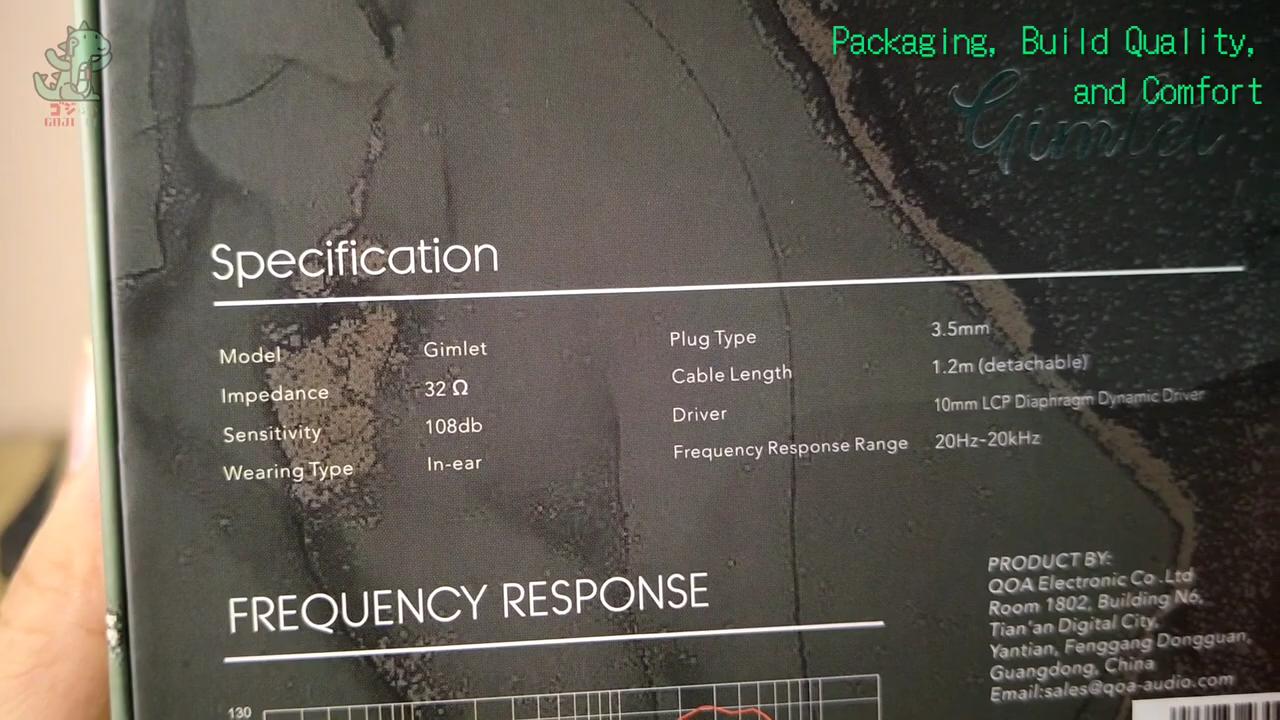 Packaging, Build Quality,
and Comfort
Gimlet
ゴジ
GOJI
Specification
Model Gimlet
Impedance 32 Ω
Sensitivity 108db
Wearing Type In-ear
Plug Type 3.5mm
Cable Length 1.2m (detachable)
Driver 10mm LCP Diaphragm Dynamic Driver
Frequency Response Range 20Hz-20kHz
FREQUENCY RESPONSE
130
PRODUCT BY:
QOA Electronic Co.Ltd
Room 1802, Building N6,
Tian'an Digital City,
Yantian, Fenggang Dongguan,
Guangdong, China
Email:sales@qoa-audio.com